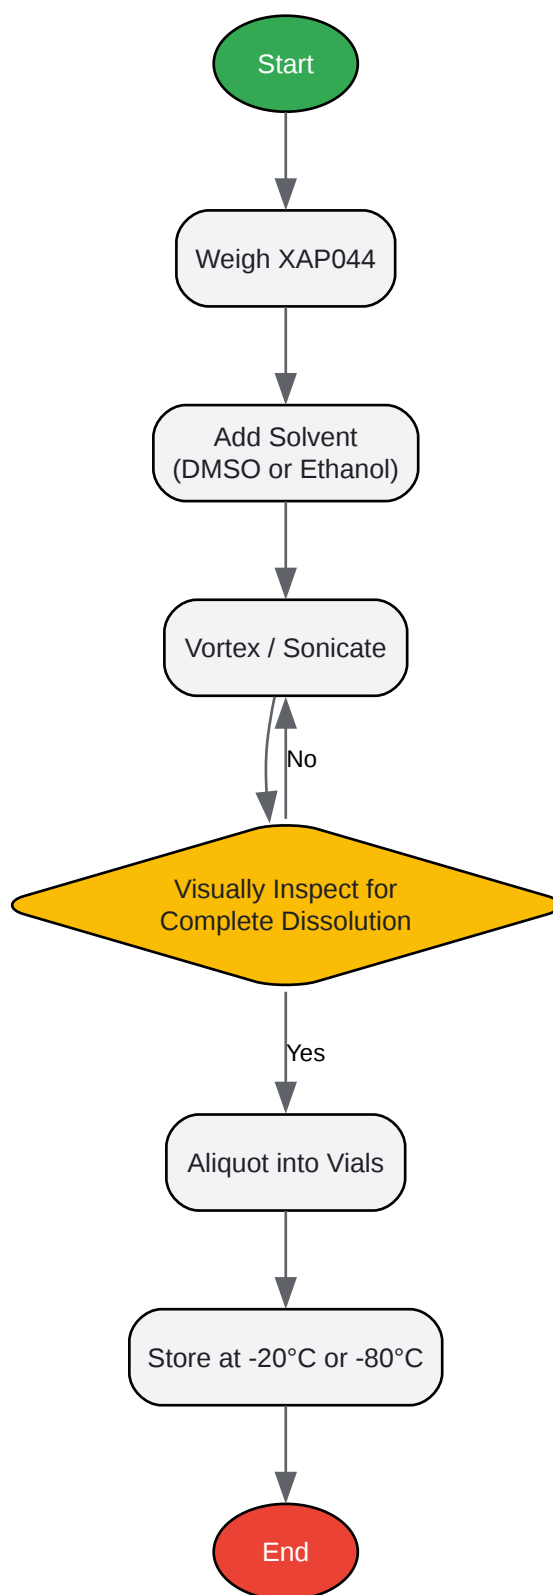 Start
Weigh XAP044
Add Solvent
(DMSO or Ethanol)
Vortex / Sonicate
No
Visually Inspect for
Complete Dissolution
Yes
Aliquot into Vials
Store at -20°C or -80°C
End